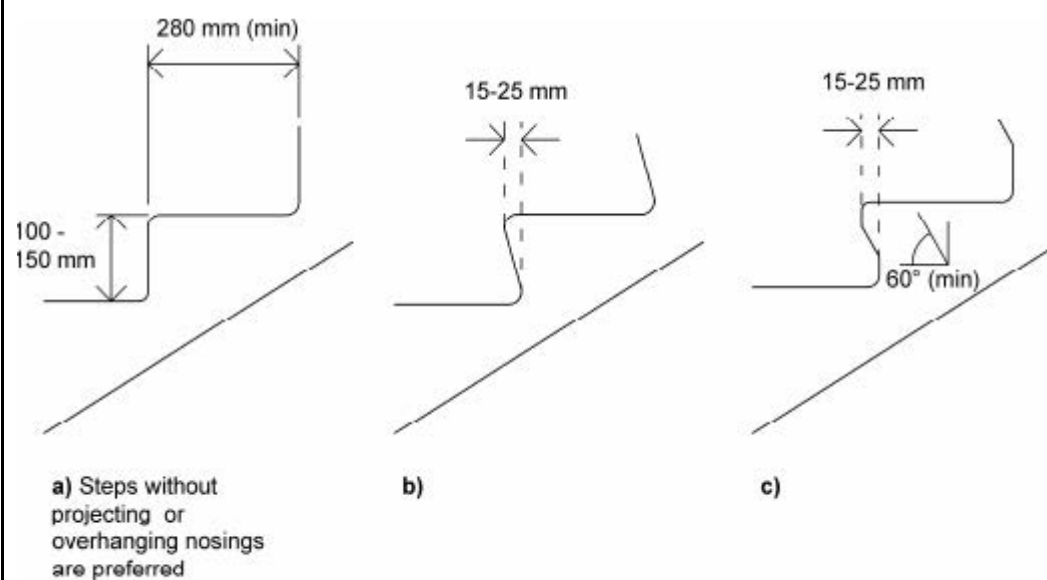 280 mm (min)
15-25 mm
15-25 mm
100 -
150 mm
60° (min)
a) Steps without
projecting or
overhanging nosings
are preferred
b)
c)